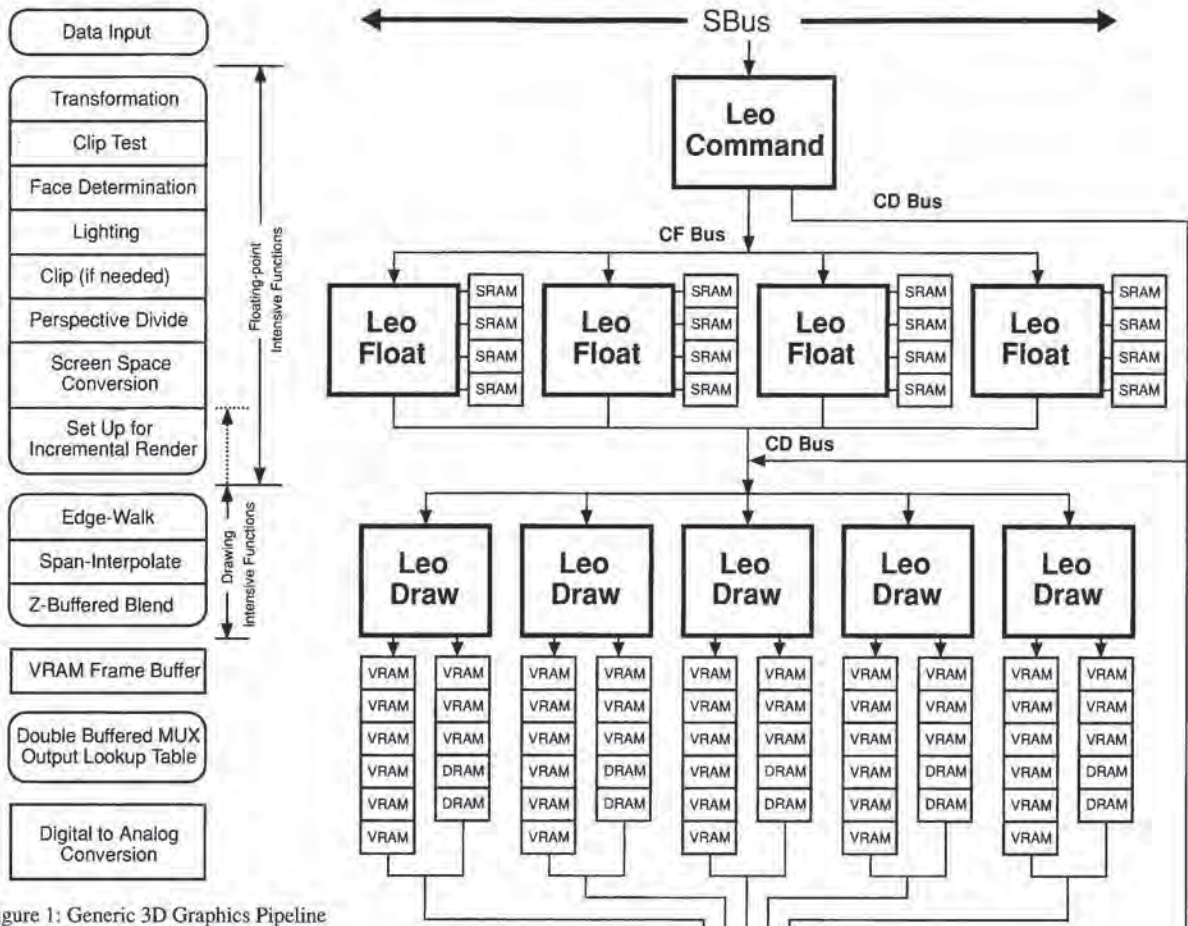 Data Input
Transformation
Clip Test
Face Determination
Lighting
Clip (if needed)
Perspective Divide
Screen Space
Conversion
Set Up for
Incremental Render
Edge-Walk
Span-Interpolate
Z-Buffered Blend
VRAM Frame Buffer
Double Buffered MUX
Output Lookup Table
Digital to Analog
Conversion
Floating-point
Intensive Functions
Drawing
Intensive Functions
gure 1: Generic 3D Graphics Pipeline
SBus
Leo
Command
CD Bus
CF Bus
Leo
Float
SRAM
SRAM
SRAM
SRAM
Leo
Float
SRAM
SRAM
SRAM
SRAM
Leo
Float
SRAM
SRAM
SRAM
SRAM
Leo
Float
SRAM
SRAM
SRAM
SRAM
CD Bus
Leo
Draw
Leo
Draw
Leo
Draw
Leo
Draw
Leo
Draw
VRAM VRAM VRAM VRAM VRAM VRAM VRAM VRAM VRAM VRAM
VRAM VRAM VRAM VRAM VRAM VRAM VRAM VRAM VRAM VRAM
VRAM VRAM VRAM VRAM VRAM VRAM VRAM VRAM VRAM VRAM
VRAM DRAM VRAM DRAM VRAM DRAM VRAM DRAM VRAM DRAM
VRAM DRAM VRAM DRAM VRAM DRAM VRAM DRAM VRAM DRAM
VRAM VRAM VRAM VRAM VRAM